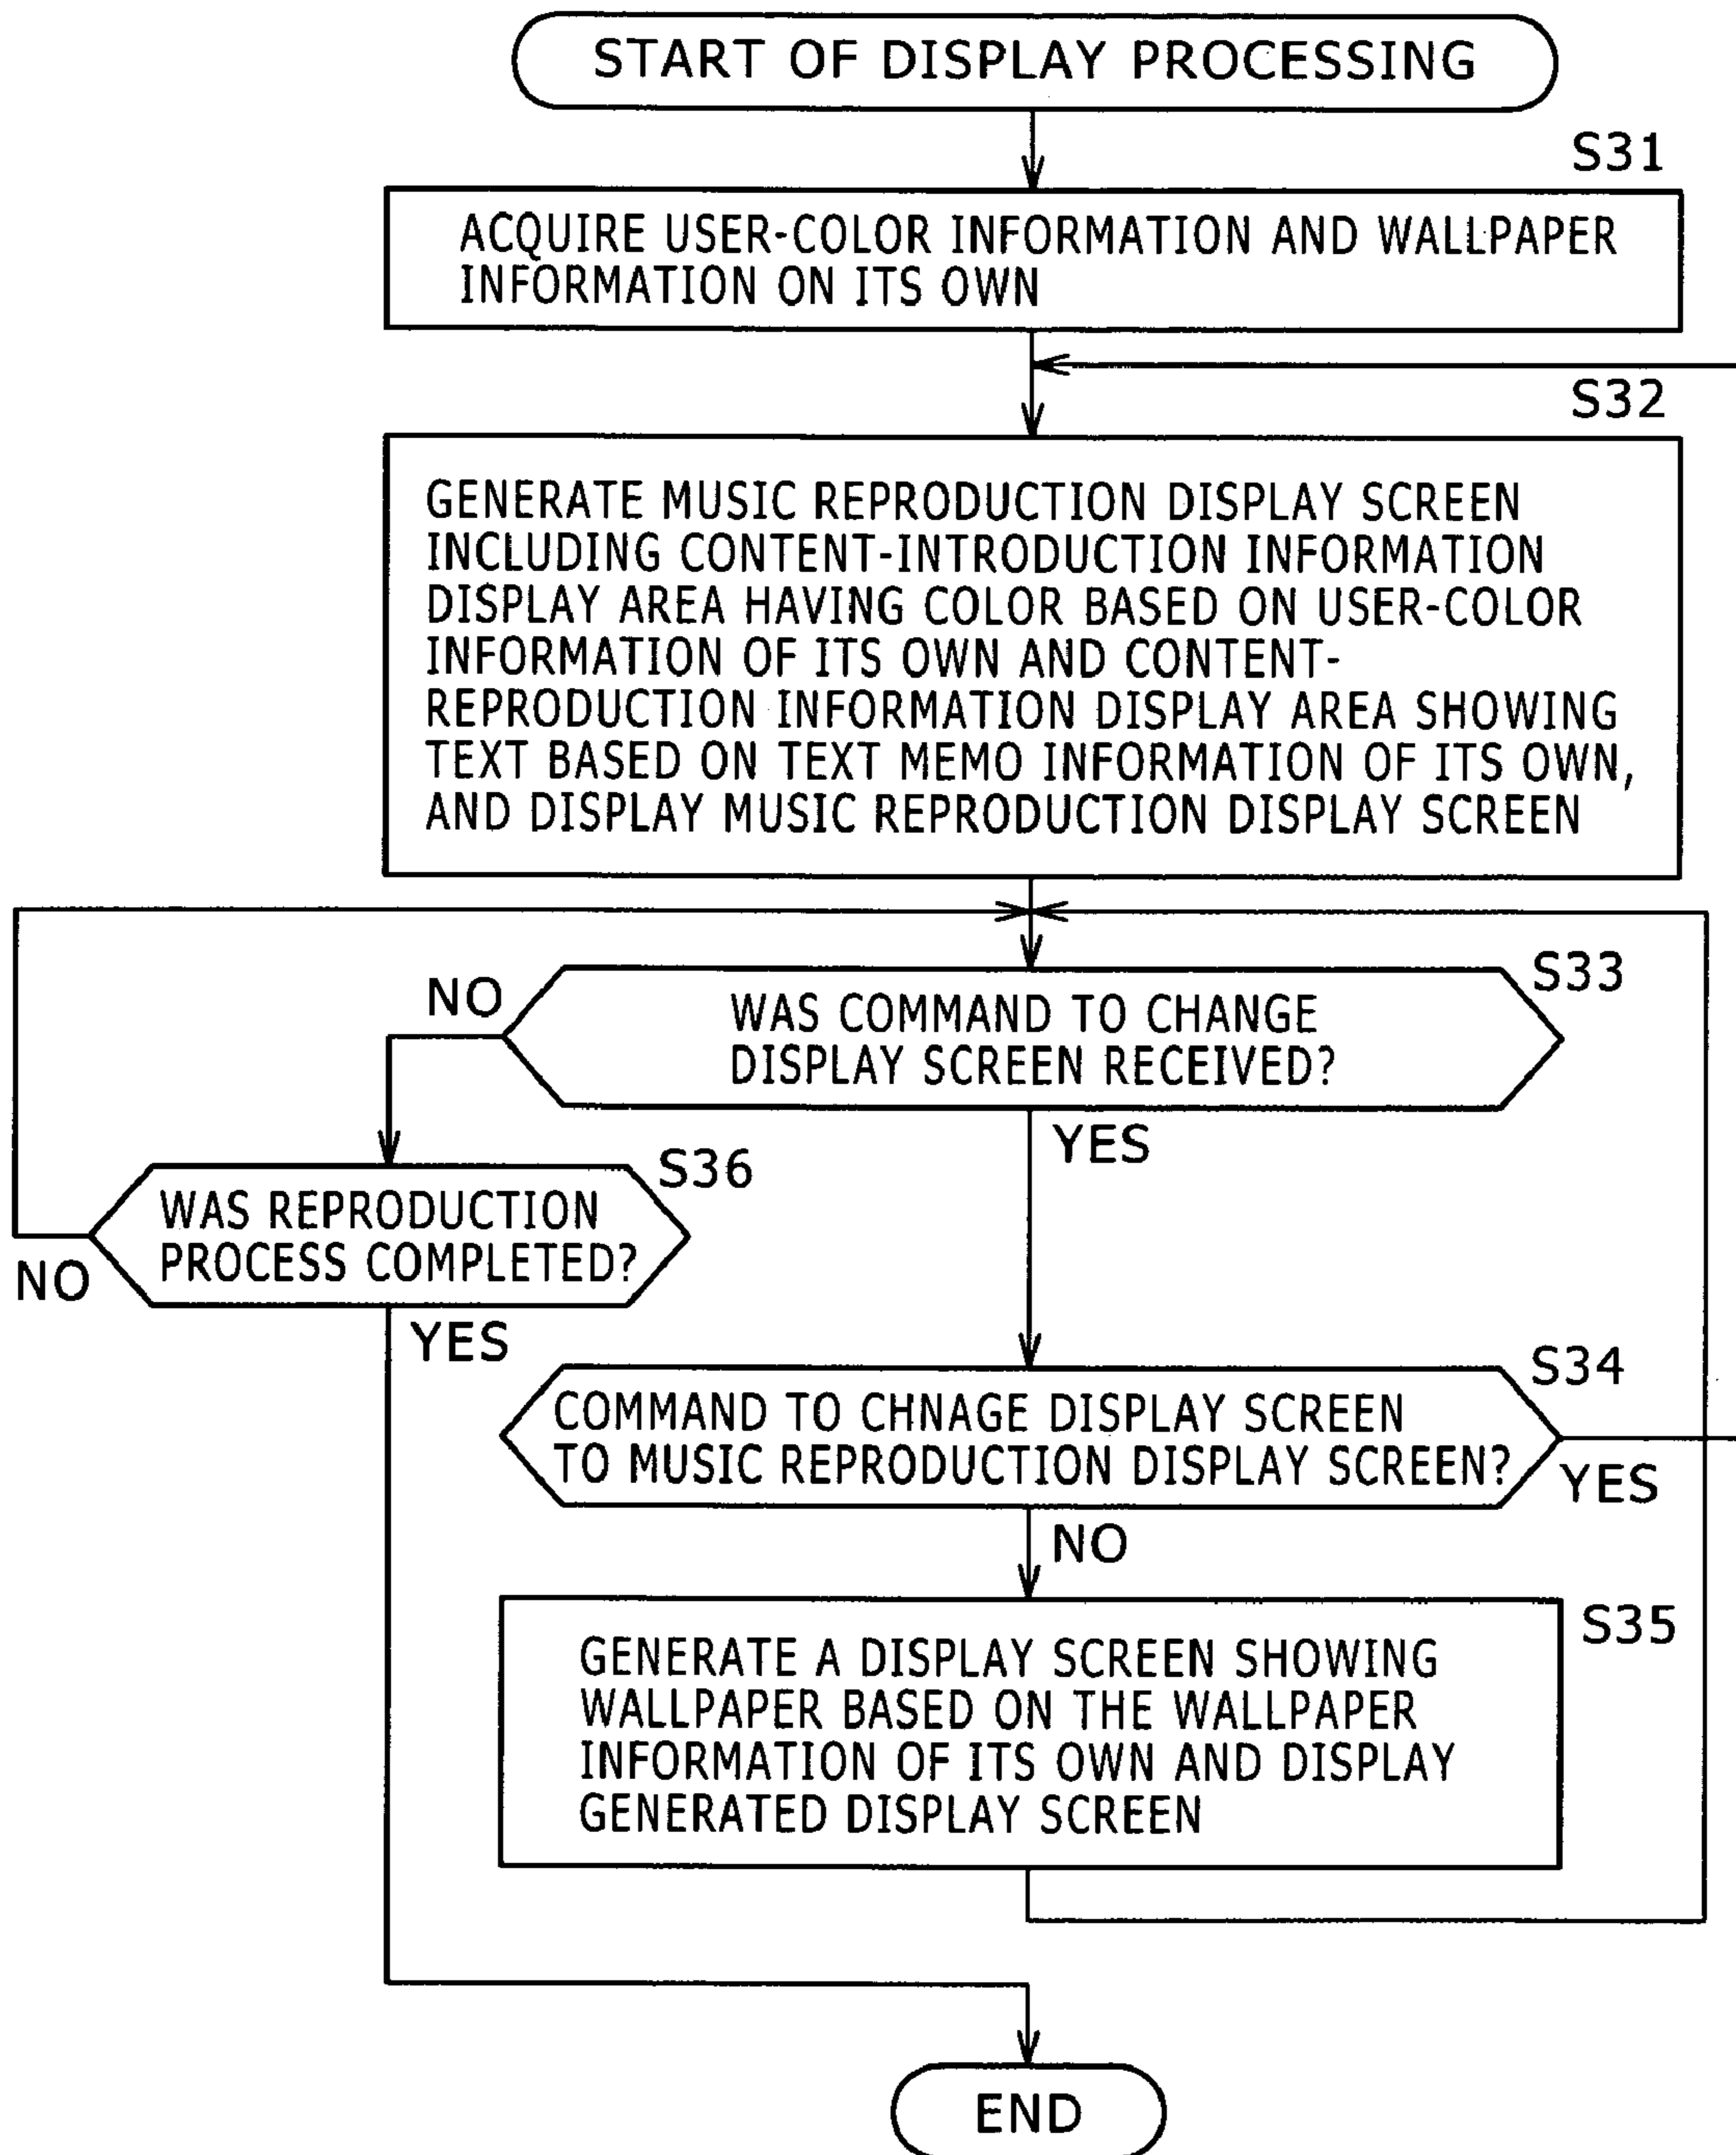 START OF DISPLAY PROCESSING
S31
ACQUIRE USER-COLOR INFORMATION AND WALLPAPER
INFORMATION ON ITS OWN
S32
GENERATE MUSIC REPRODUCTION DISPLAY SCREEN
INCLUDING CONTENT-INTRODUCTION INFORMATION
DISPLAY AREA HAVING COLOR BASED ON USER-COLOR
INFORMATION OF ITS OWN AND CONTENT-
REPRODUCTION INFORMATION DISPLAY AREA SHOWING
TEXT BASED ON TEXT MEMO INFORMATION OF ITS OWN,
AND DISPLAY MUSIC REPRODUCTION DISPLAY SCREEN
S33
NO
WAS COMMAND TO CHANGE
DISPLAY SCREEN RECEIVED?
YES
S36
WAS REPRODUCTION
PROCESS COMPLETED?
NO
YES
S34
COMMAND TO CHNAGE DISPLAY SCREEN
TO MUSIC REPRODUCTION DISPLAY SCREEN?
YES
NO
S35
GENERATE A DISPLAY SCREEN SHOWING
WALLPAPER BASED ON THE WALLPAPER
INFORMATION OF ITS OWN AND DISPLAY
GENERATED DISPLAY SCREEN
END